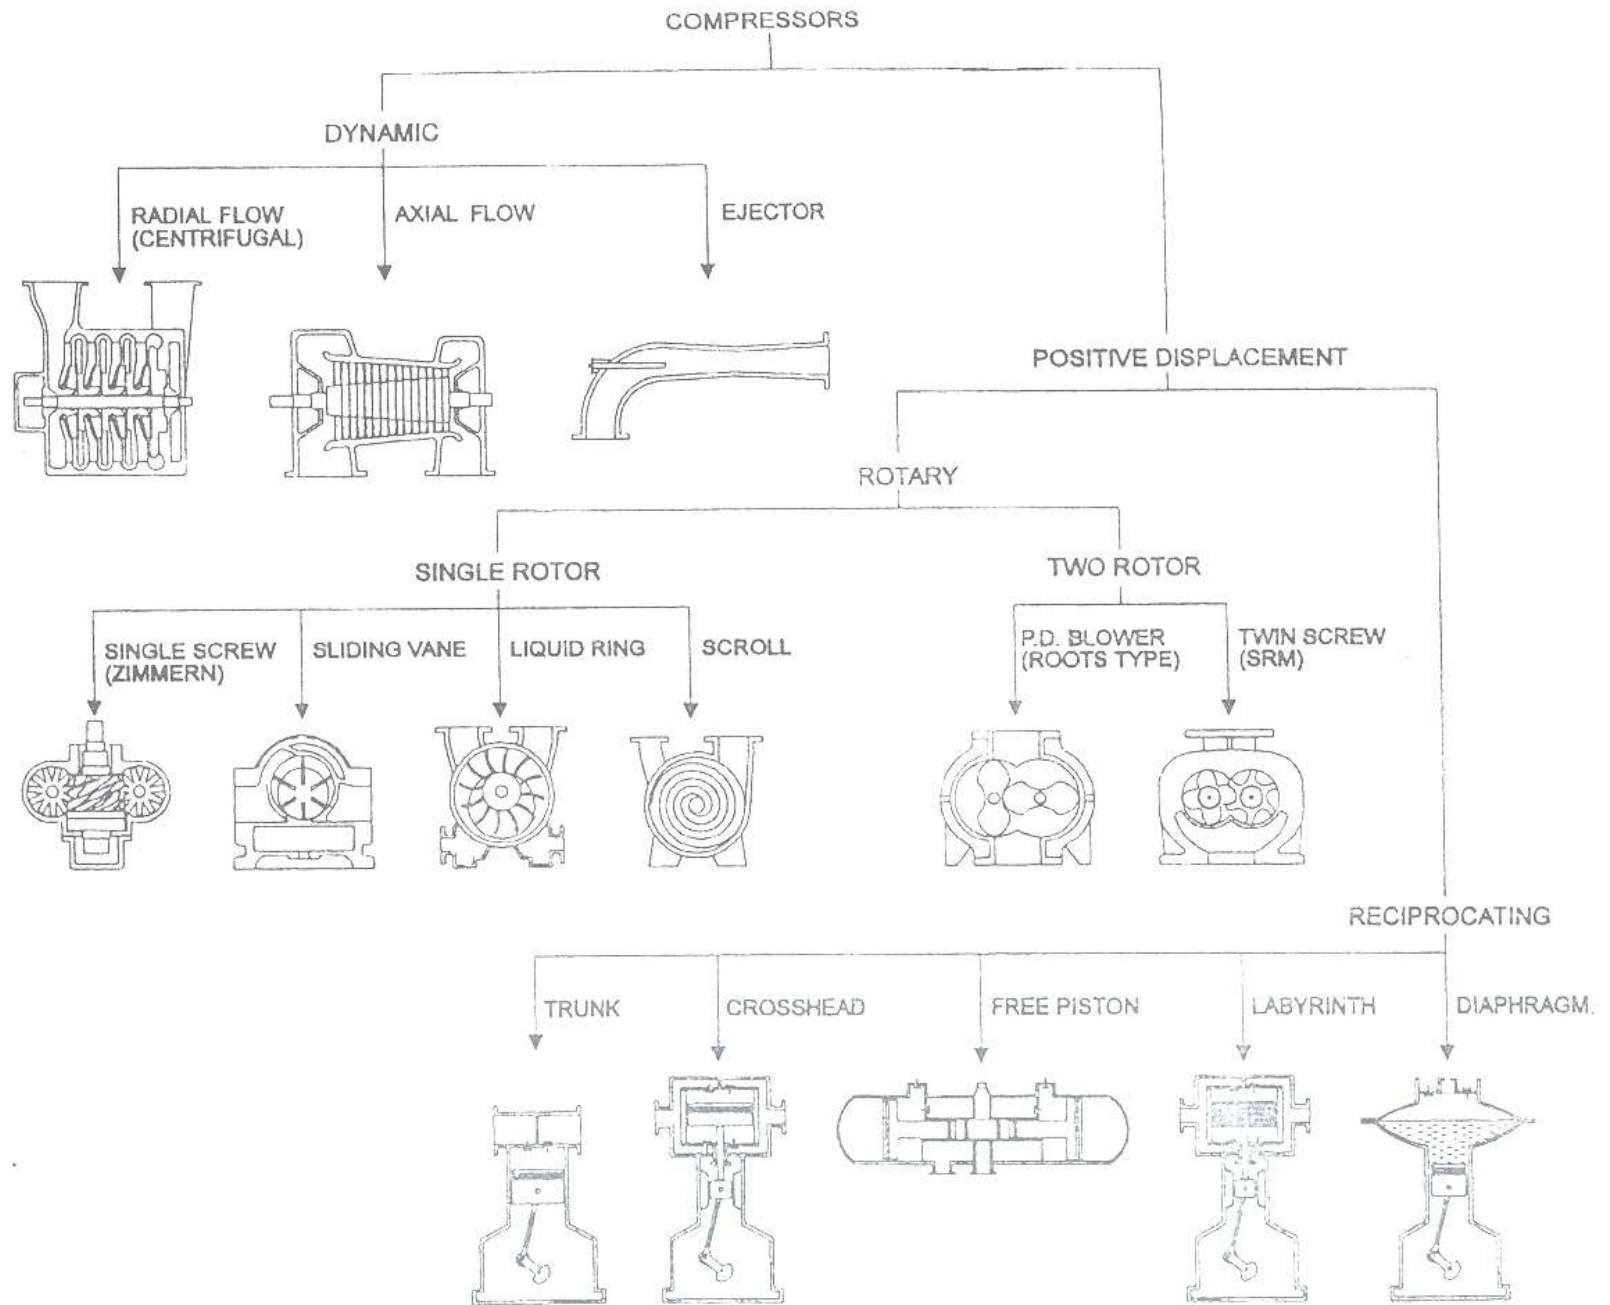 COMPRESSORS
DYNAMIC
RADIAL FLOW
(CENTRIFUGAL)
AXIAL FLOW
EJECTOR
POSITIVE DISPLACEMENT
ROTARY
SINGLE ROTOR
TWO ROTOR
SINGLE SCREW
(ZIMMERN)
SLIDING VANE
LIQUID RING
SCROLL
P.D. BLOWER
(ROOTS TYPE)
TWIN SCREW
(SRM)
RECIPROCATING
TRUNK
CROSSHEAD
FREE PISTON
LABYRINTH
DIAPHRAGM.